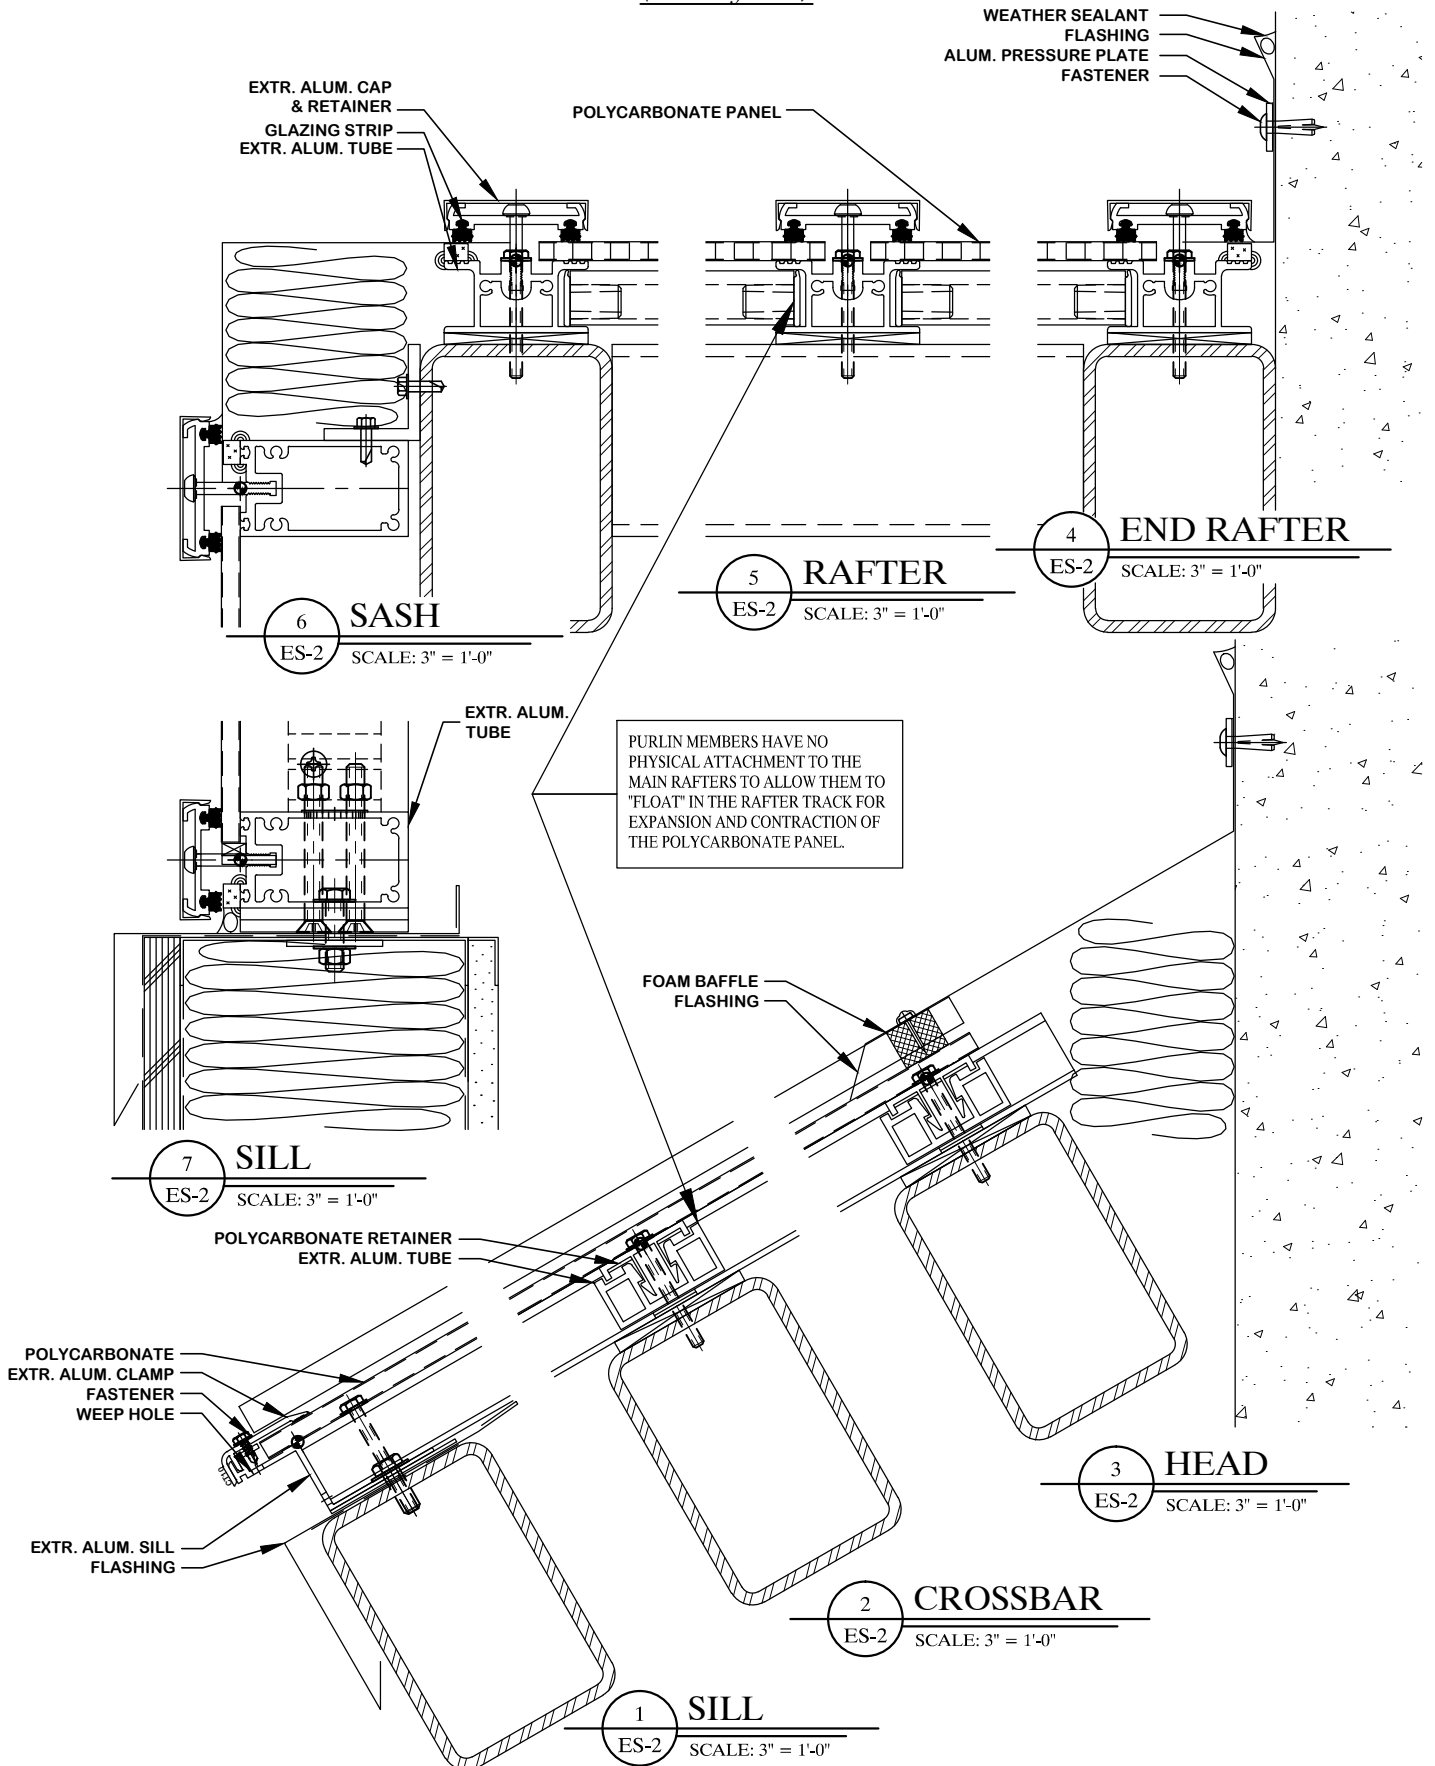 WEATHER SEALANT
FLASHING
ALUM. PRESSURE PLATE
FASTENER
EXTR. ALUM. CAP
& RETAINER
GLAZING STRIP
EXTR. ALUM. TUBE
POLYCARBONATE PANEL
4
ES-2
END RAFTER
SCALE: 3" = 1'-0"
5
ES-2
RAFTER
SCALE: 3" = 1'-0"
6
ES-2
SASH
SCALE: 3" = 1'-0"
EXTR. ALUM.
TUBE
PURLIN MEMBERS HAVE NO
PHYSICAL ATTACHMENT TO THE
MAIN RAFTERS TO ALLOW THEM TO
"FLOAT" IN THE RAFTER TRACK FOR
EXPANSION AND CONTRACTION OF
THE POLYCARBONATE PANEL.
FOAM BAFFLE
FLASHING
7
ES-2
SILL
SCALE: 3" = 1'-0"
POLYCARBONATE RETAINER
EXTR. ALUM. TUBE
POLYCARBONATE
EXTR. ALUM. CLAMP
FASTENER
WEEP HOLE
3
ES-2
HEAD
SCALE: 3" = 1'-0"
EXTR. ALUM. SILL
FLASHING
2
ES-2
CROSSBAR
SCALE: 3" = 1'-0"
1
ES-2
SILL
SCALE: 3" = 1'-0"